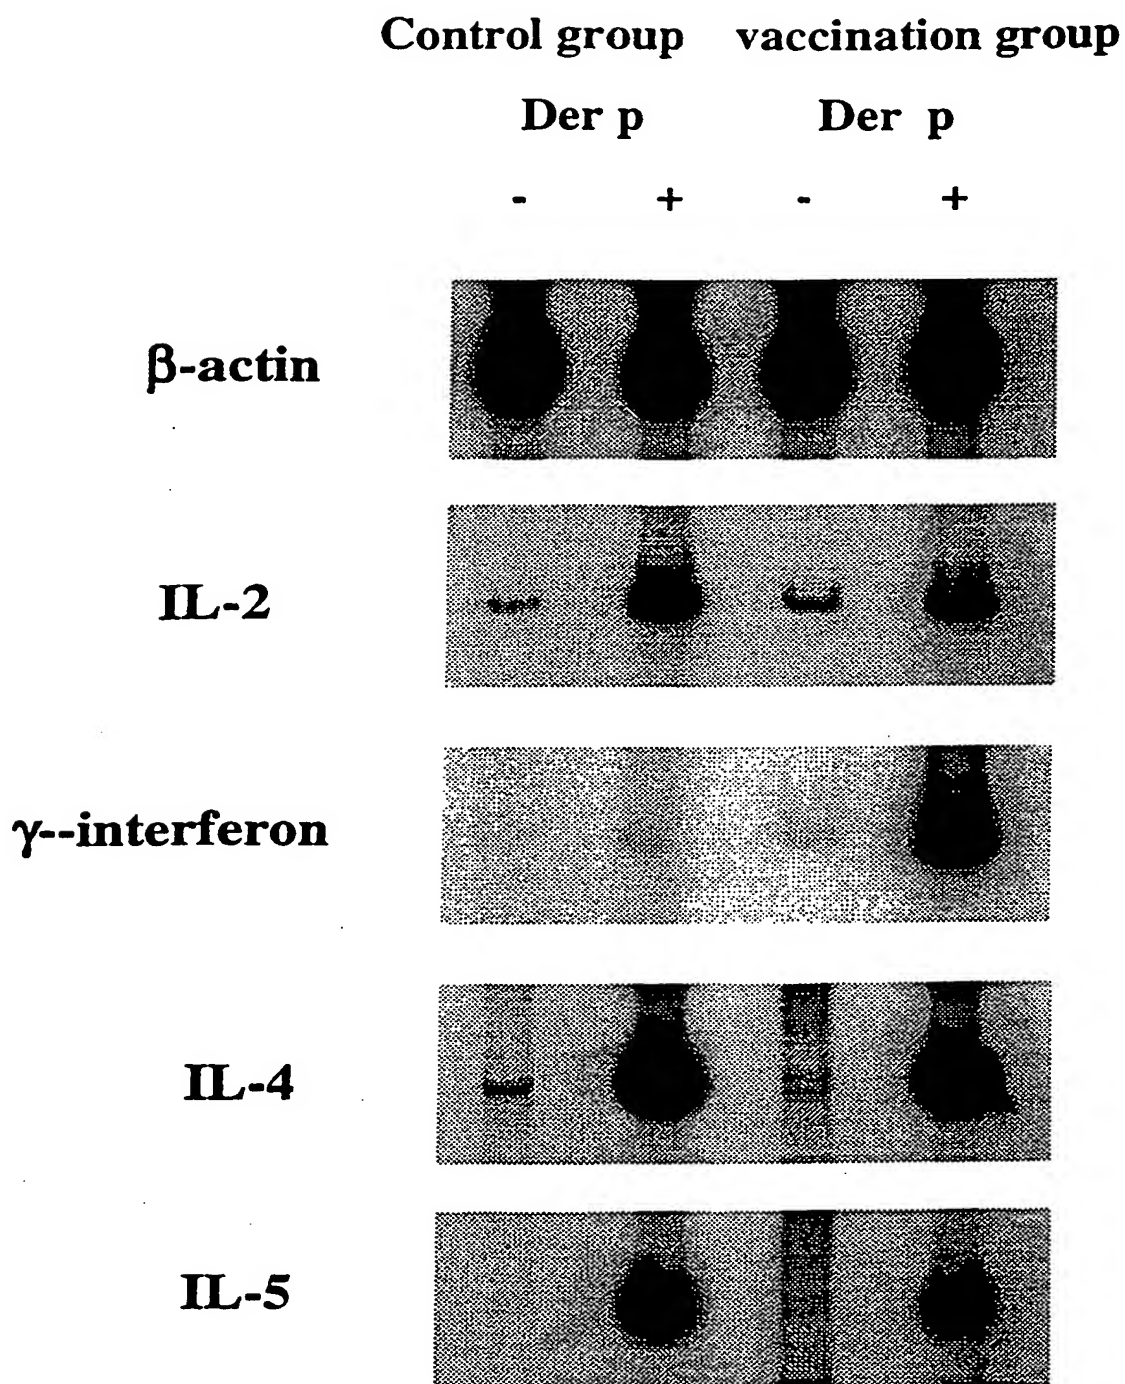 Control group vaccination group
Der p Der p
- + - +
β-actin
IL-2
γ--interferon
IL-4
IL-5